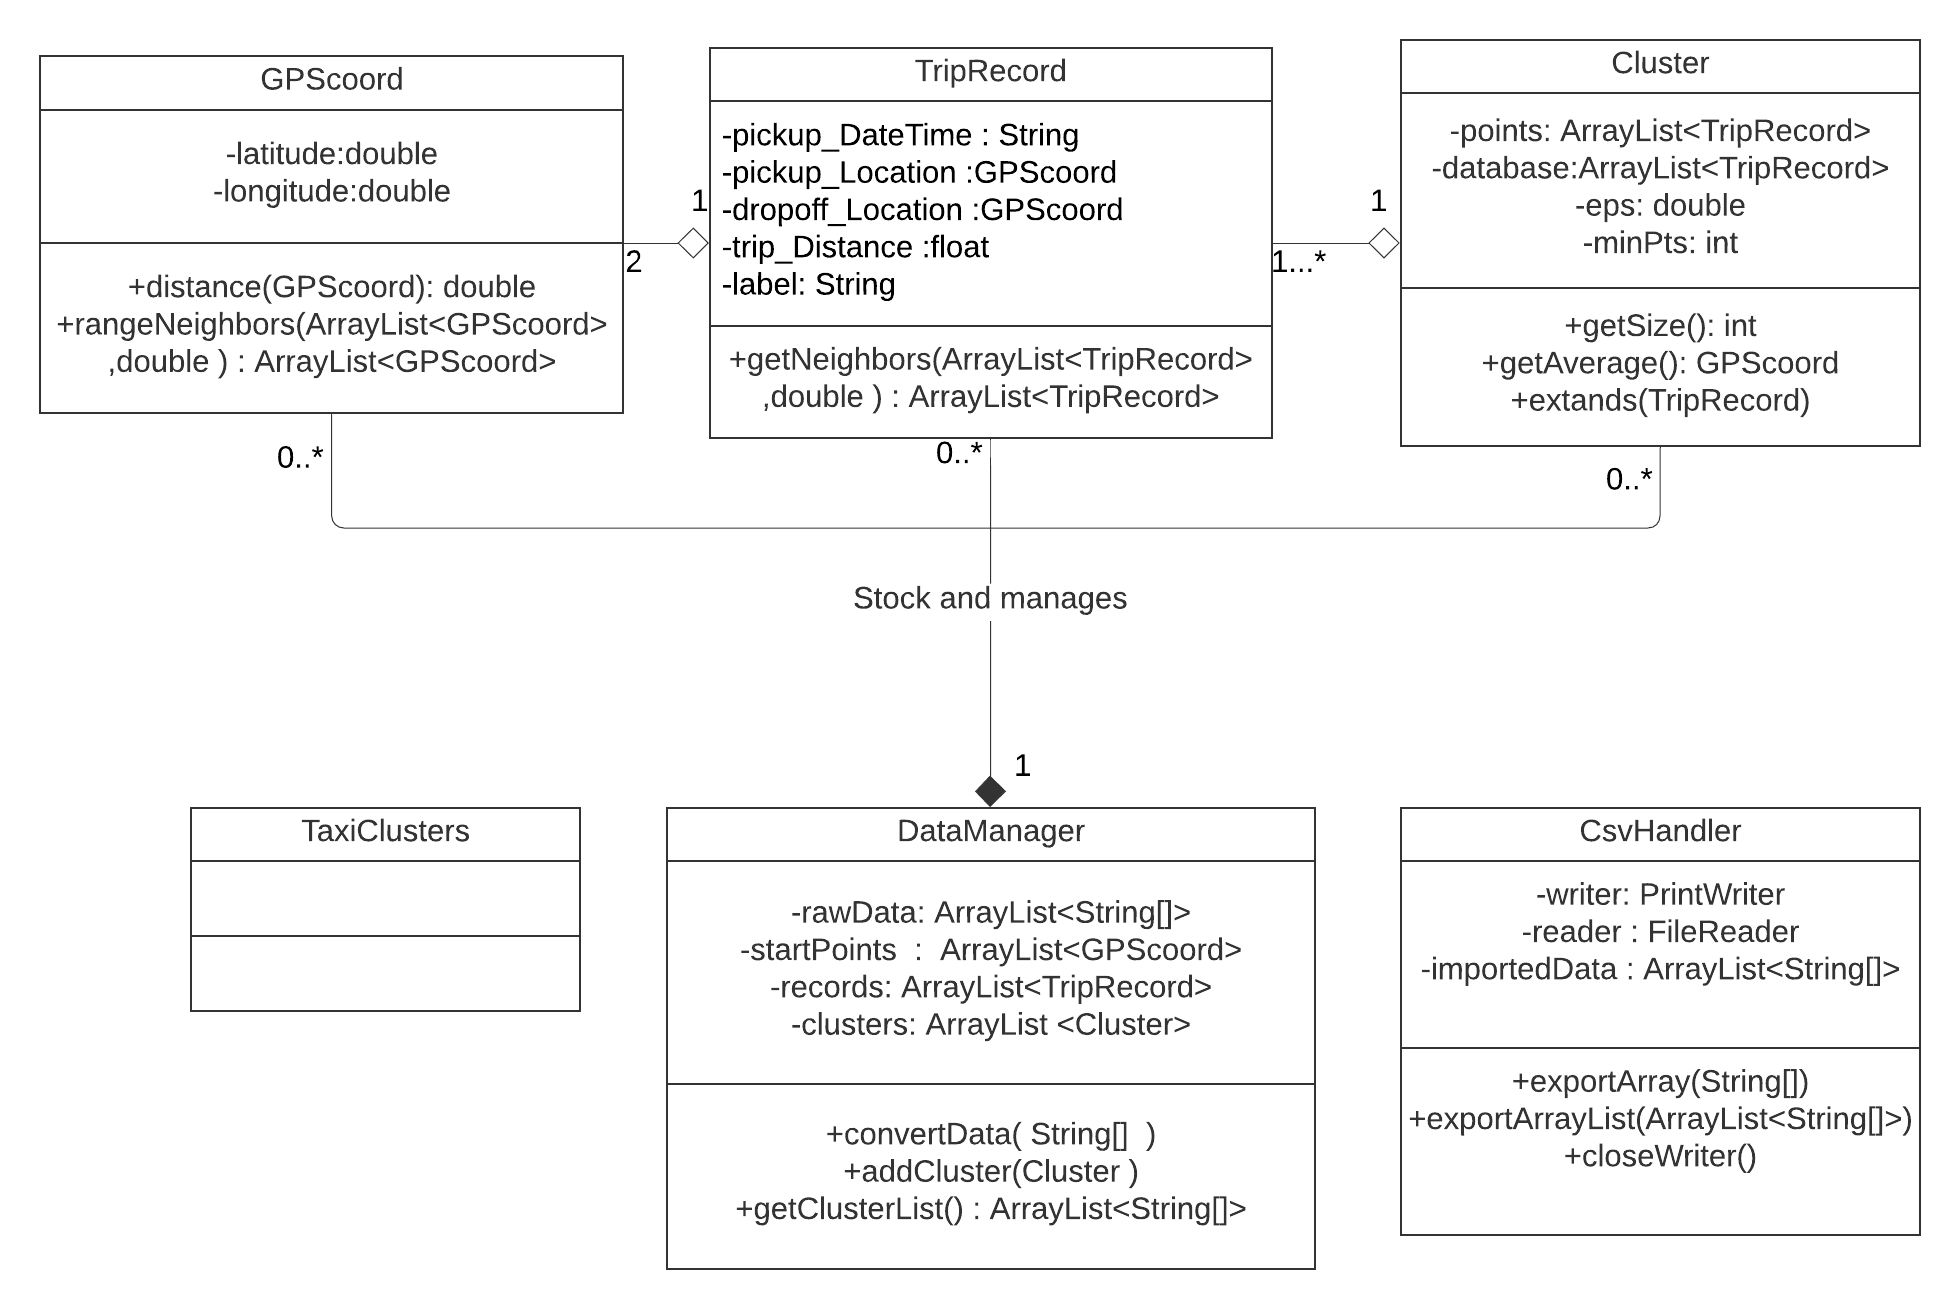 GPScoord
-latitude:double
-longitude:double
+distance(GPScoord): double
+rangeNeighbors(ArrayList<GPScoord>
,double ) : ArrayList<GPScoord>
1
2
TripRecord
-pickup_DateTime : String
-pickup_Location :GPScoord
-dropoff_Location :GPScoord
-trip_Distance :float
-label: String
+getNeighbors(ArrayList<TripRecord>
,double ) : ArrayList<TripRecord>
1
1...*
Cluster
-points: ArrayList<TripRecord>
-database:ArrayList<TripRecord>
-eps: double
-minPts: int
+getSize(): int
+getAverage(): GPScoord
+extands(TripRecord)
0..*
0..*
0..*
Stock and manages
1
TaxiClusters
DataManager
-rawData: ArrayList<String[]>
-startPoints  :  ArrayList<GPScoord>
-records: ArrayList<TripRecord>
-clusters: ArrayList <Cluster>
+convertData( String[]  )
+addCluster(Cluster )
+getClusterList() : ArrayList<String[]>
CsvHandler
-writer: PrintWriter
-reader : FileReader
-importedData : ArrayList<String[]>
+exportArray(String[])
+exportArrayList(ArrayList<String[]>)
+closeWriter()